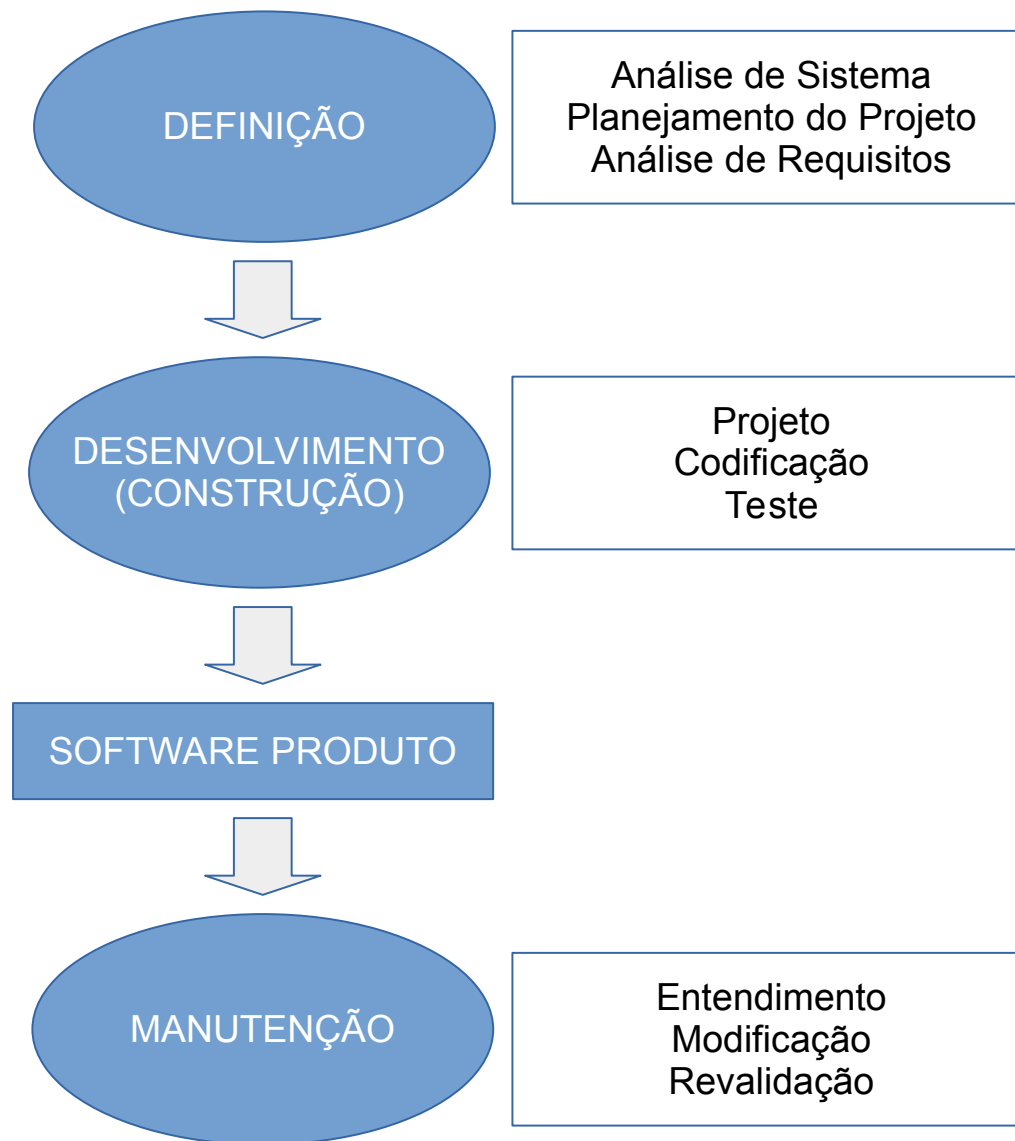 DEFINIÇÃO
Análise de Sistema
Planejamento do Projeto
Análise de Requisitos
DESENVOLVIMENTO
(CONSTRUÇÃO)
Projeto
Codificação
Teste
SOFTWARE PRODUTO
MANUTENÇÃO
Entendimento
Modificação
Revalidação